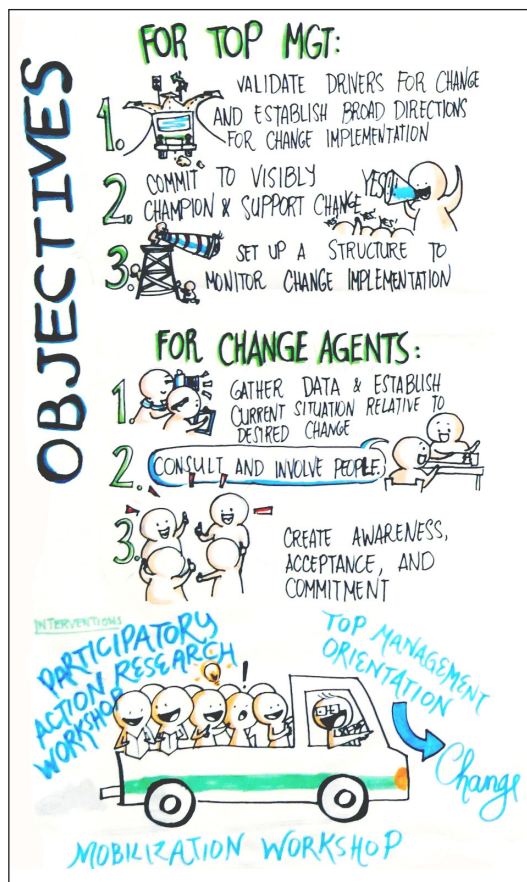 OBJECTIVES
FOR TOP MGT:
1. VALIDATE DRIVERS FOR CHANGE
AND ESTABLISH BROAD DIRECTIONS
FOR CHANGE IMPLEMENTATION
2. COMMIT TO VISIBLY
CHAMPION & SUPPORT CHANGE
YES!
YES YES YES!
3. SET UP A STRUCTURE TO
MONITOR CHANGE IMPLEMENTATION
FOR CHANGE AGENTS:
1. GATHER DATA & ESTABLISH
CURRENT SITUATION RELATIVE TO
DESIRED CHANGE
2. CONSULT AND INVOLVE PEOPLE
3. CREATE AWARENESS,
ACCEPTANCE, AND
COMMITMENT
INTERVENTIONS
PARTICIPATORY
ACTION RESEARCH
WORKSHOP
!
TOP MANAGEMENT
ORIENTATION
Change
MOBILIZATION WORKSHOP